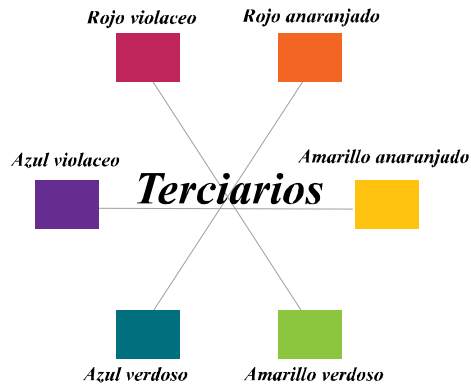 Rojo violaceo
Rojo anaranjado
Azul violaceo
Amarillo anaranjado
Terciarios
Azul verdoso
Amarillo verdoso